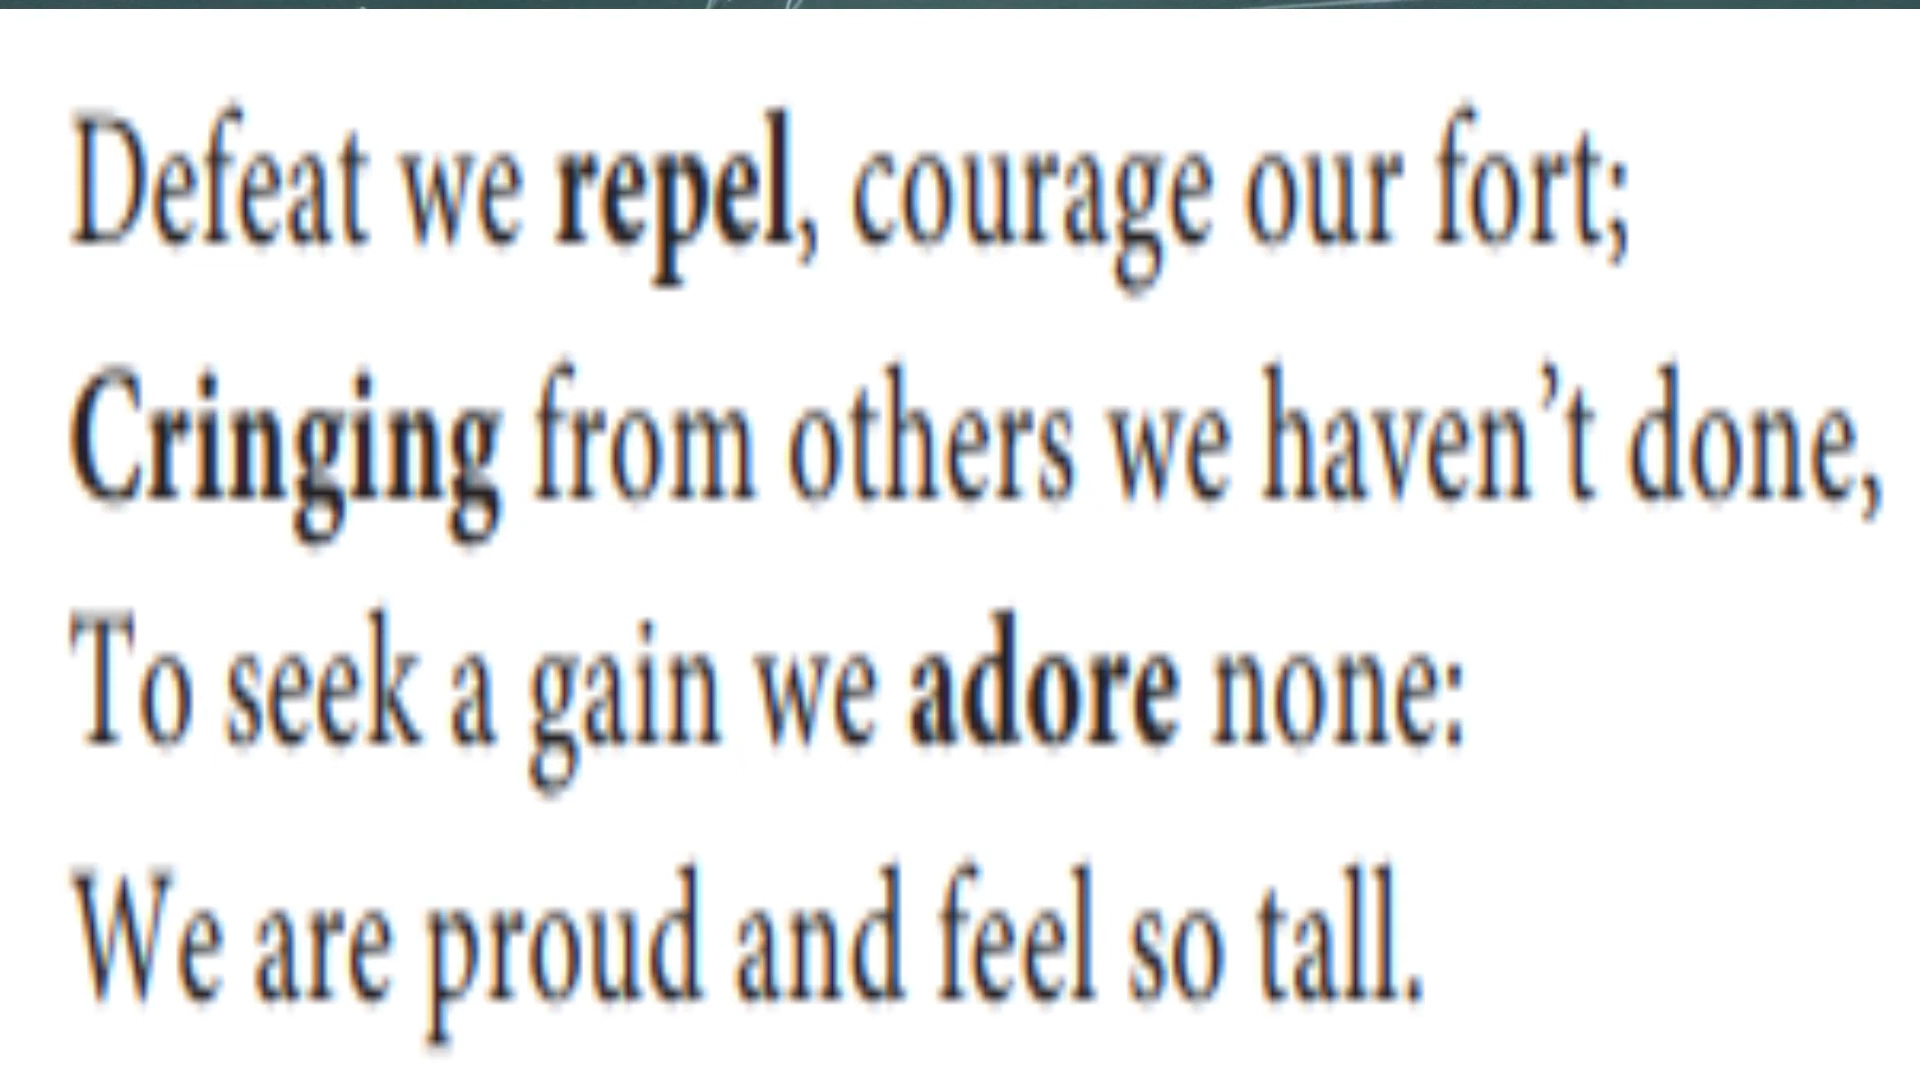 Defeat we repel, courage our fort;
Cringing from others we haven’t done,
To seek a gain we adore none:
We are proud and feel so tall.